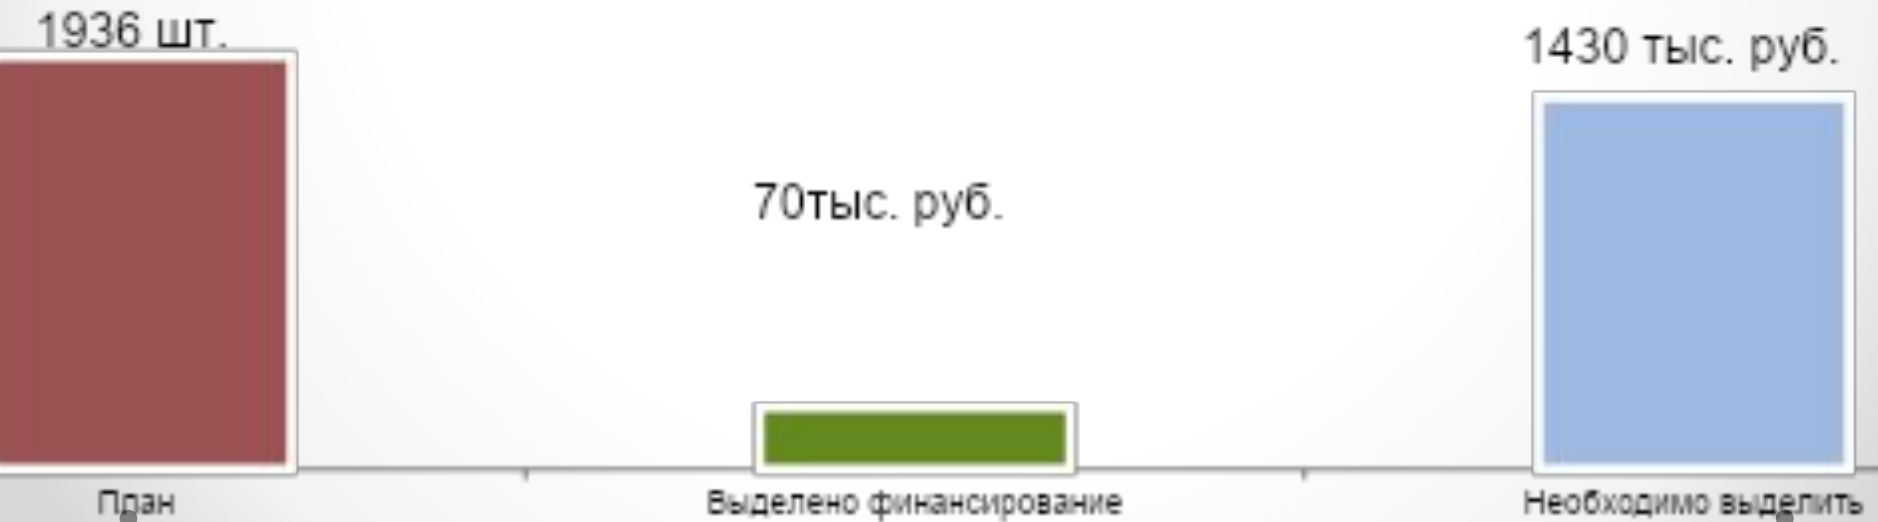 1936 шт.
1430 тыс. руб.
70тыс. руб.
План
Выделено финансирование
Необходимо выделить